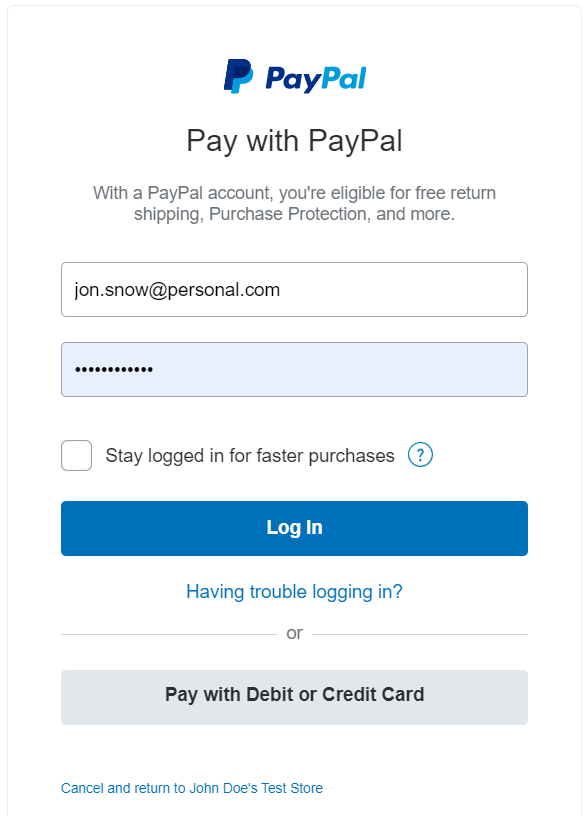 PayPal
Pay with PayPal
With a PayPal account, you're eligible for free return
shipping, Purchase Protection, and more.
jon.snow@personal.com
••••••••••••
Stay logged in for faster purchases ?
Log In
Having trouble logging in?
or
Pay with Debit or Credit Card
Cancel and return to John Doe's Test Store